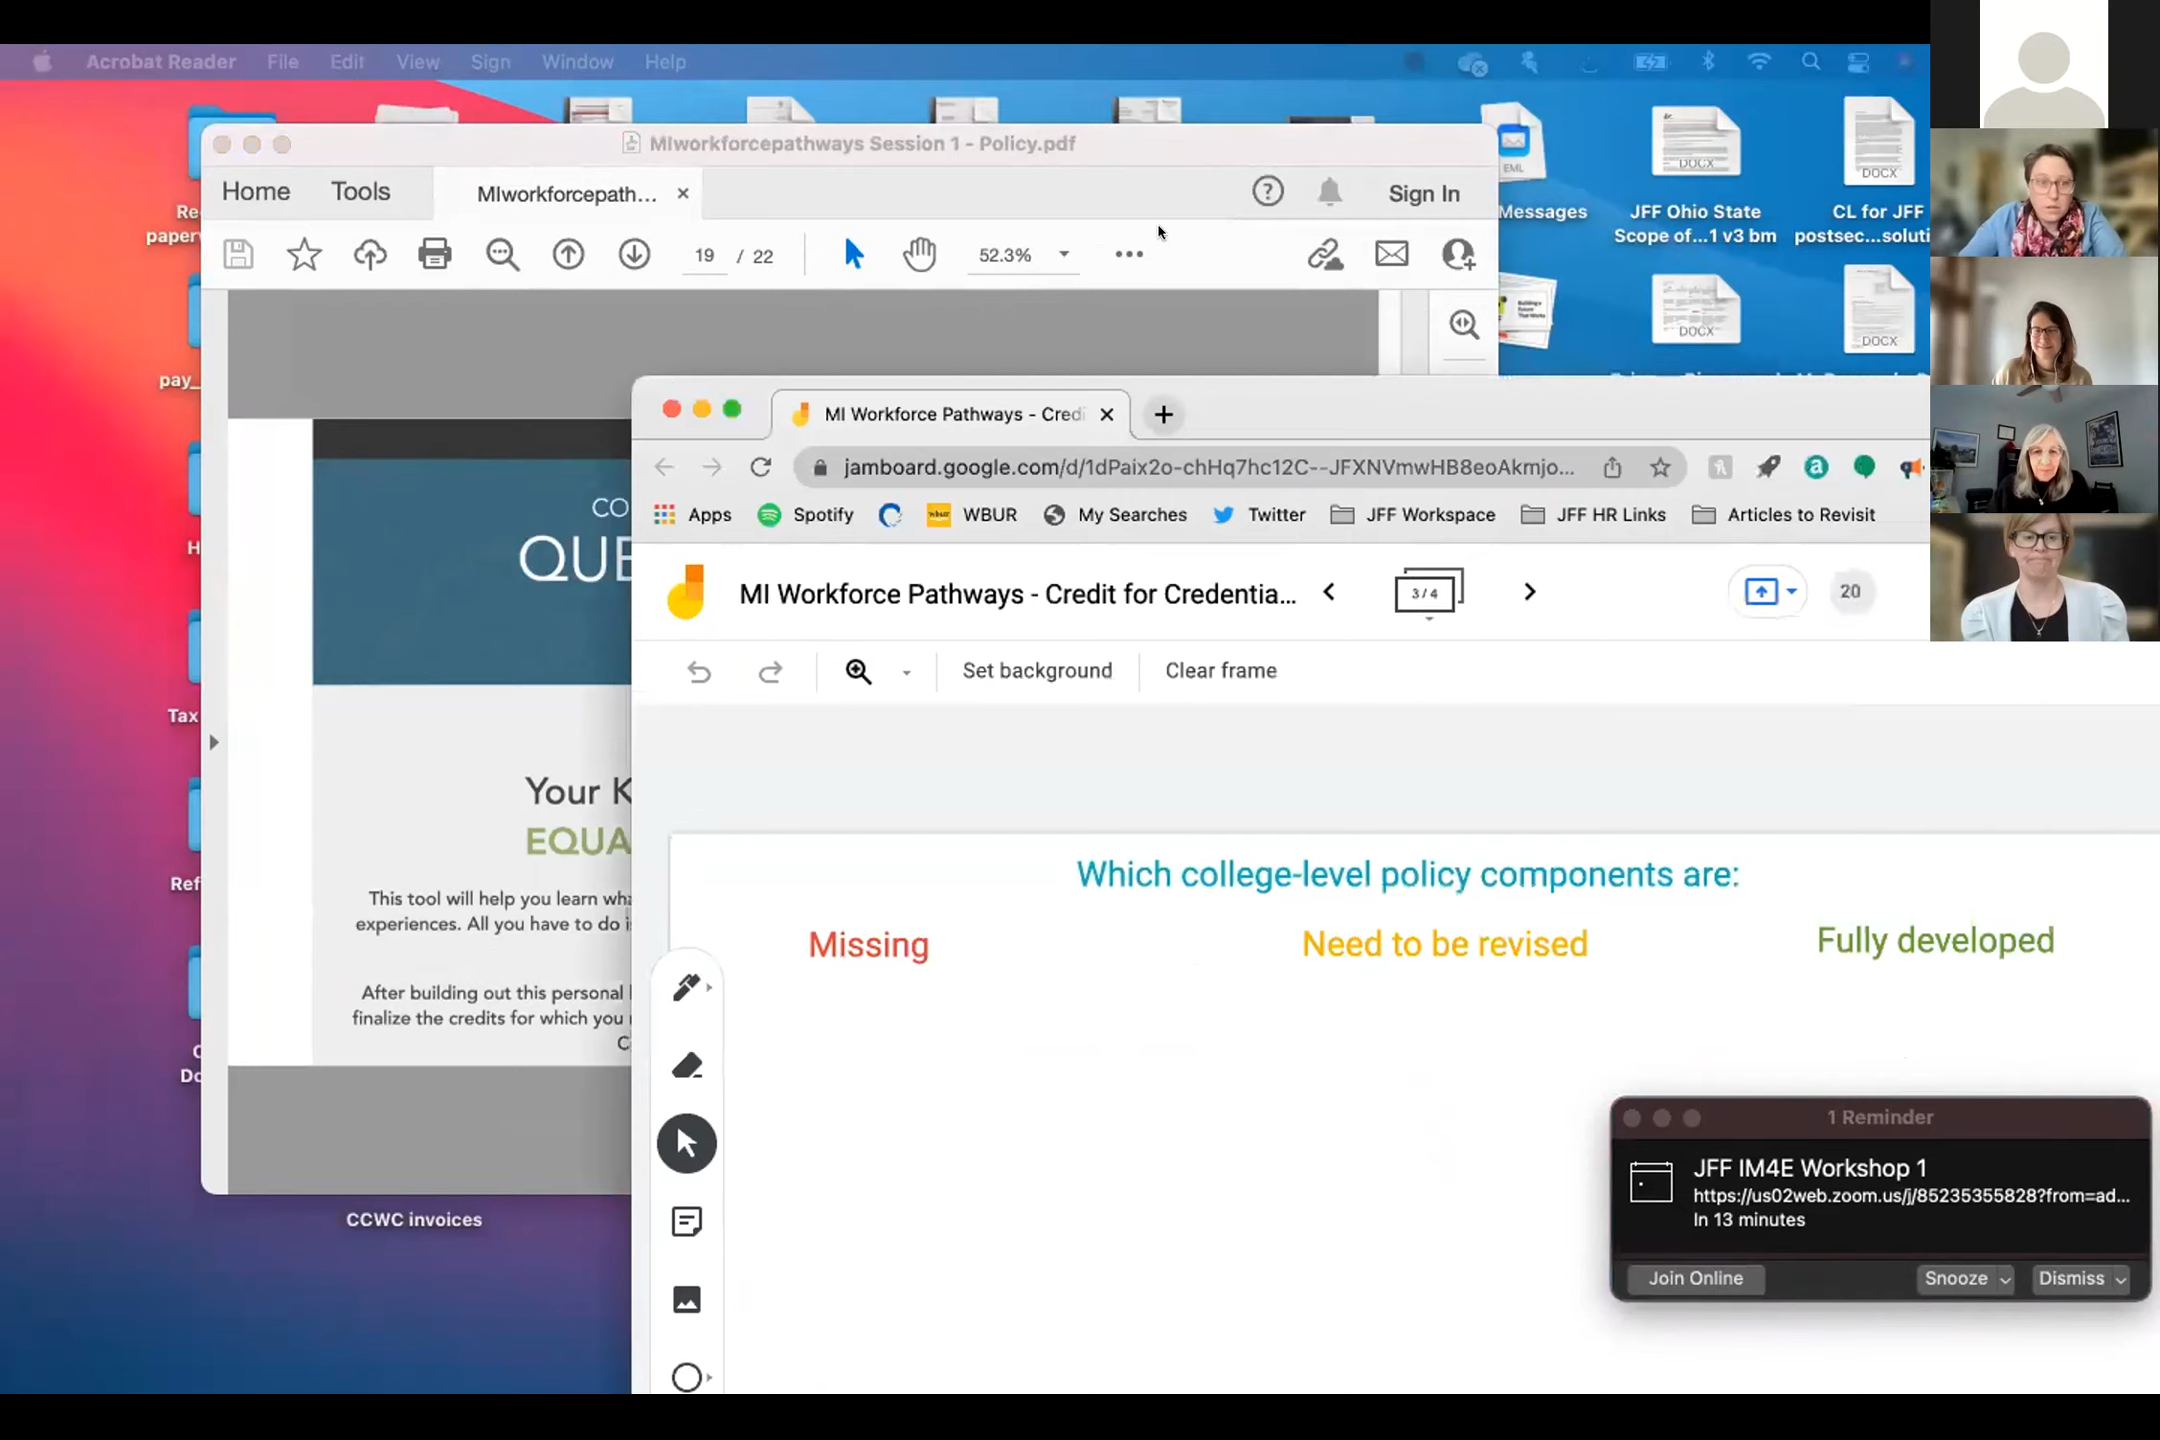 Acrobat Reader File Edit View Sign Window Help
MIworkforcepathways Session 1 - Policy.pdf
Home Tools MIworkforcepath... Sign In
19 / 22 52.3%
EML
DOCX
DOCX
Messages
JFF Ohio State
Scope of...1 v3 bm
CL for JFF
postsec...soluti
DOCX
DOCX
Re
paperw
pay_
H
Tax
Ref
C
Do
CCWC invoices
CO
QUE
Your K
EQUA
This tool will help you learn wha
experiences. All you have to do i
After building out this personal
finalize the credits for which you
C
MI Workforce Pathways - Credi
jamboard.google.com/d/1dPaix2o-chHq7hc12C--JFXNVmwHB8eoAkmjo...
Apps Spotify WBUR My Searches Twitter JFF Workspace JFF HR Links Articles to Revisit
MI Workforce Pathways - Credit for Credentia... 3 / 4 20
Set background Clear frame
Which college-level policy components are:
Missing Need to be revised Fully developed
1 Reminder
JFF IM4E Workshop 1
https://us02web.zoom.us/j/85235355828?from=ad...
In 13 minutes
Join Online Snooze Dismiss